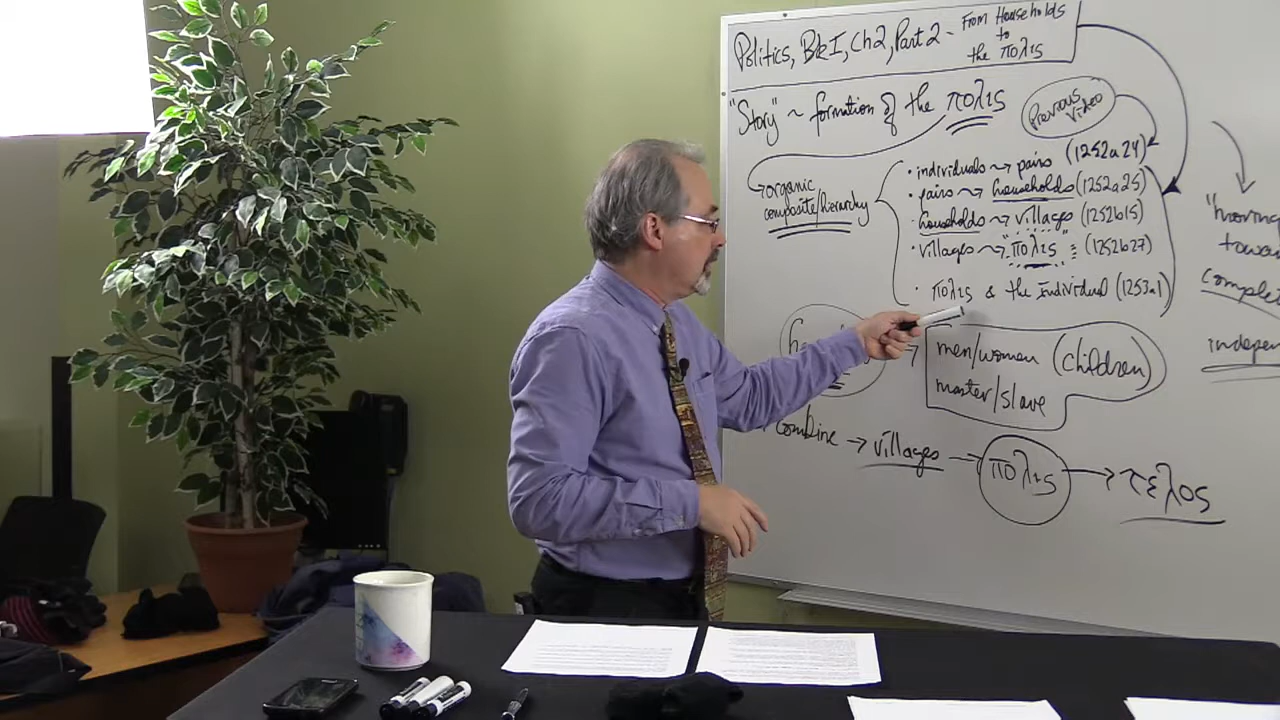 Politics, Bk I, Ch2, Part 2 - From Households
to
the πολις
"Story" ~ formation of the πολις
Previous
Video
organic
composite/hierarchy
· individuals → pairs (1252a24)
· pairs → households (1252a25)
· households → villages (1252b15)
· villages → "πολις" (1252b27)
· πολις & the Individual (1253a1)
"moving
towa
comple
indepen
men/women (children)
master/slave
combine → villages → πολις → τελος